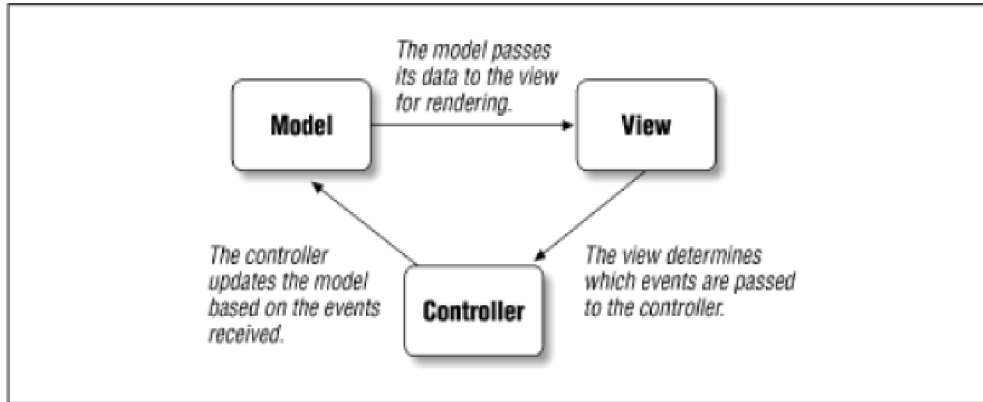 The model passes
its data to the view
for rendering.
Model
View
The controller
updates the model
based on the events
received.
Controller
The view determines
which events are passed
to the controller.